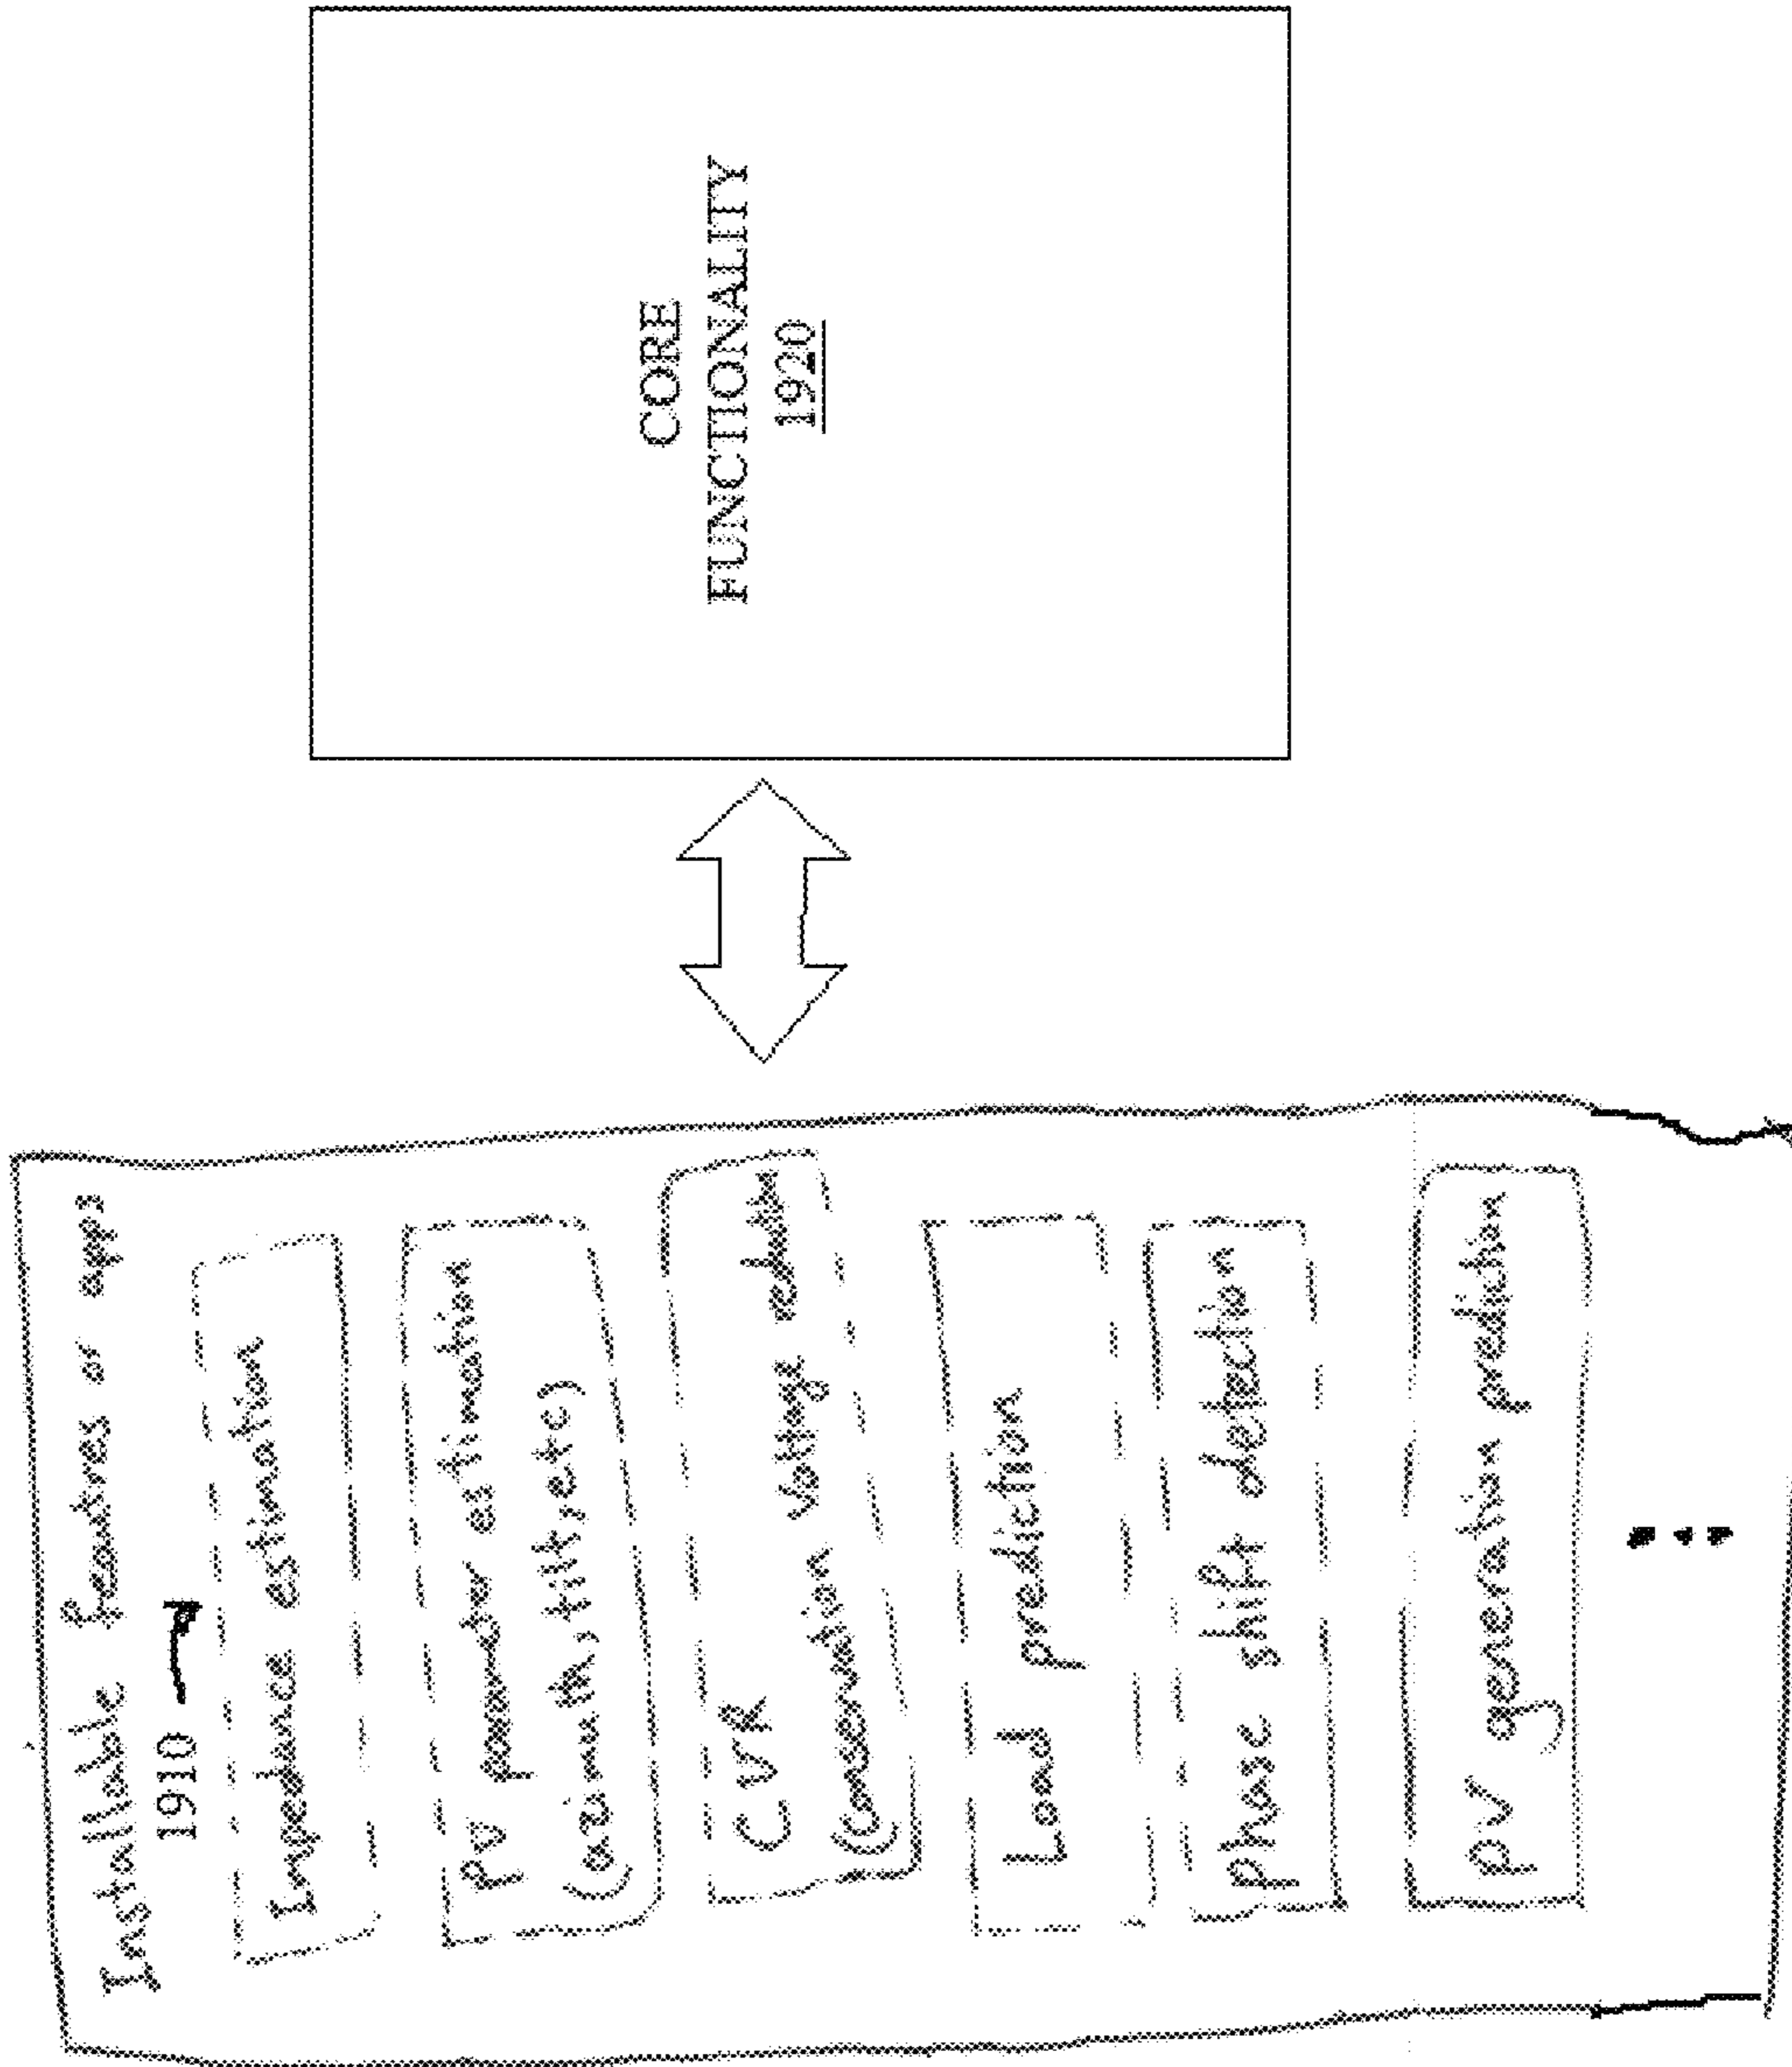 Installable features or apps
1910
Impedance estimation
PV parameter estimation
(azimuth, tilt, etc)
CVR
(Conservation voltage reduction
Load prediction
phase shift detection
PV generation prediction
...
CORE
FUNCTIONALITY
1920